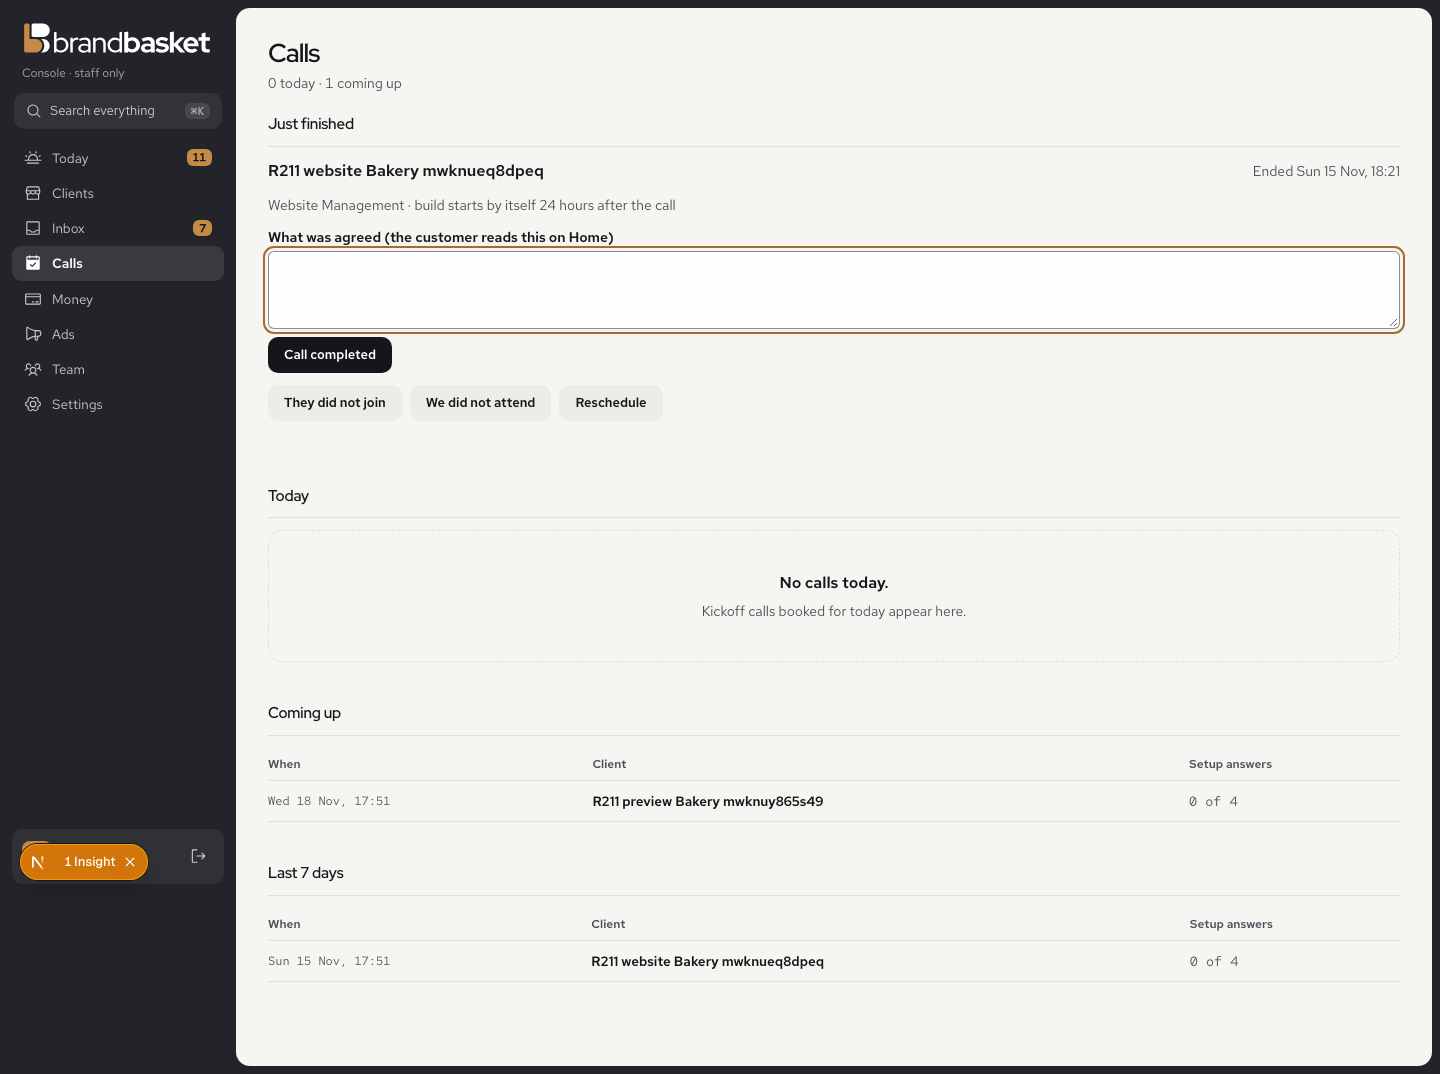 brandbasket
Console · staff only
Search everything ⌘K
Today 11
Clients
Inbox 7
Calls
Money
Ads
Team
Settings
1 Insight
Calls
0 today · 1 coming up
Just finished
R211 website Bakery mwknueq8dpeq Ended Sun 15 Nov, 18:21
Website Management · build starts by itself 24 hours after the call
What was agreed (the customer reads this on Home)
Call completed
They did not join We did not attend Reschedule
Today
No calls today.
Kickoff calls booked for today appear here.
Coming up
When Client Setup answers
Wed 18 Nov, 17:51 R211 preview Bakery mwknuy865s49 0 of 4
Last 7 days
When Client Setup answers
Sun 15 Nov, 17:51 R211 website Bakery mwknueq8dpeq 0 of 4